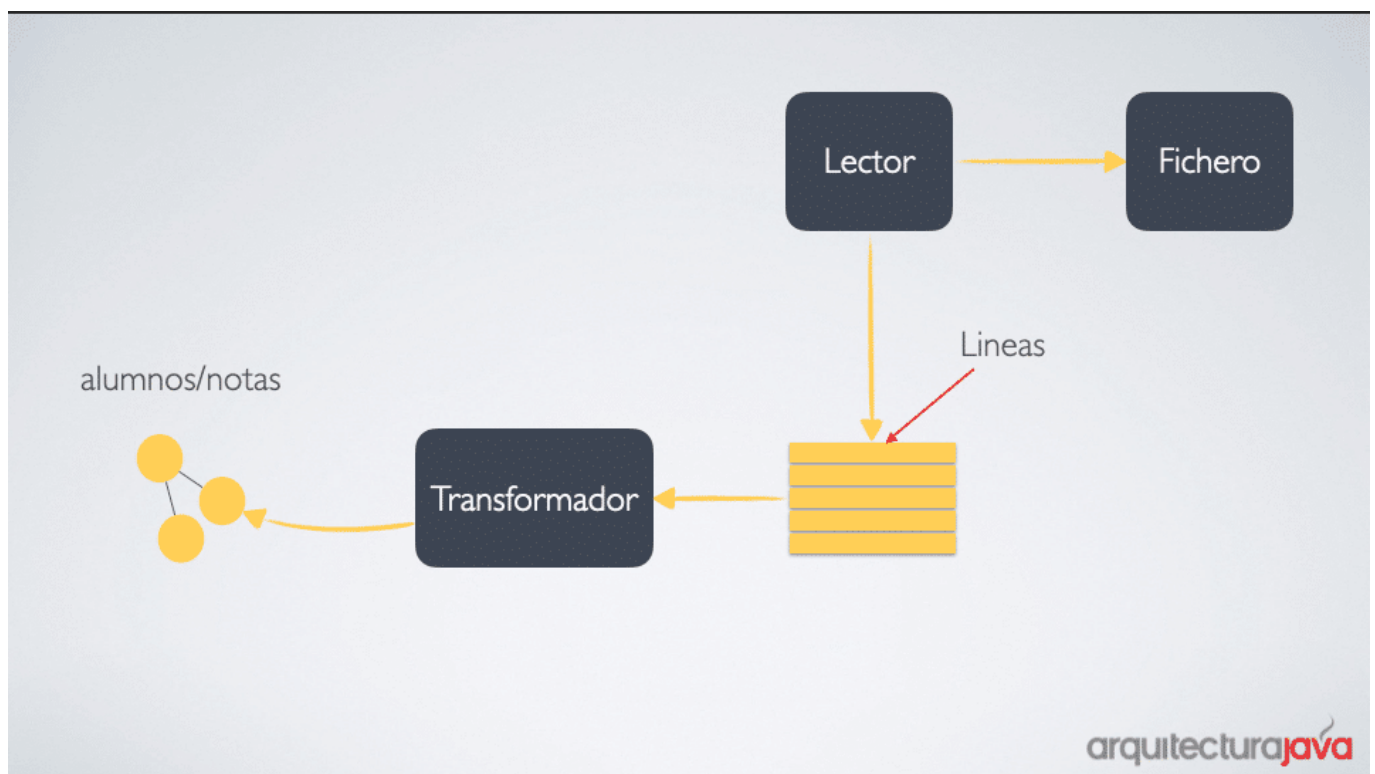 Lector
Fichero
Lineas
alumnos/notas
Transformador
arquitecturajava